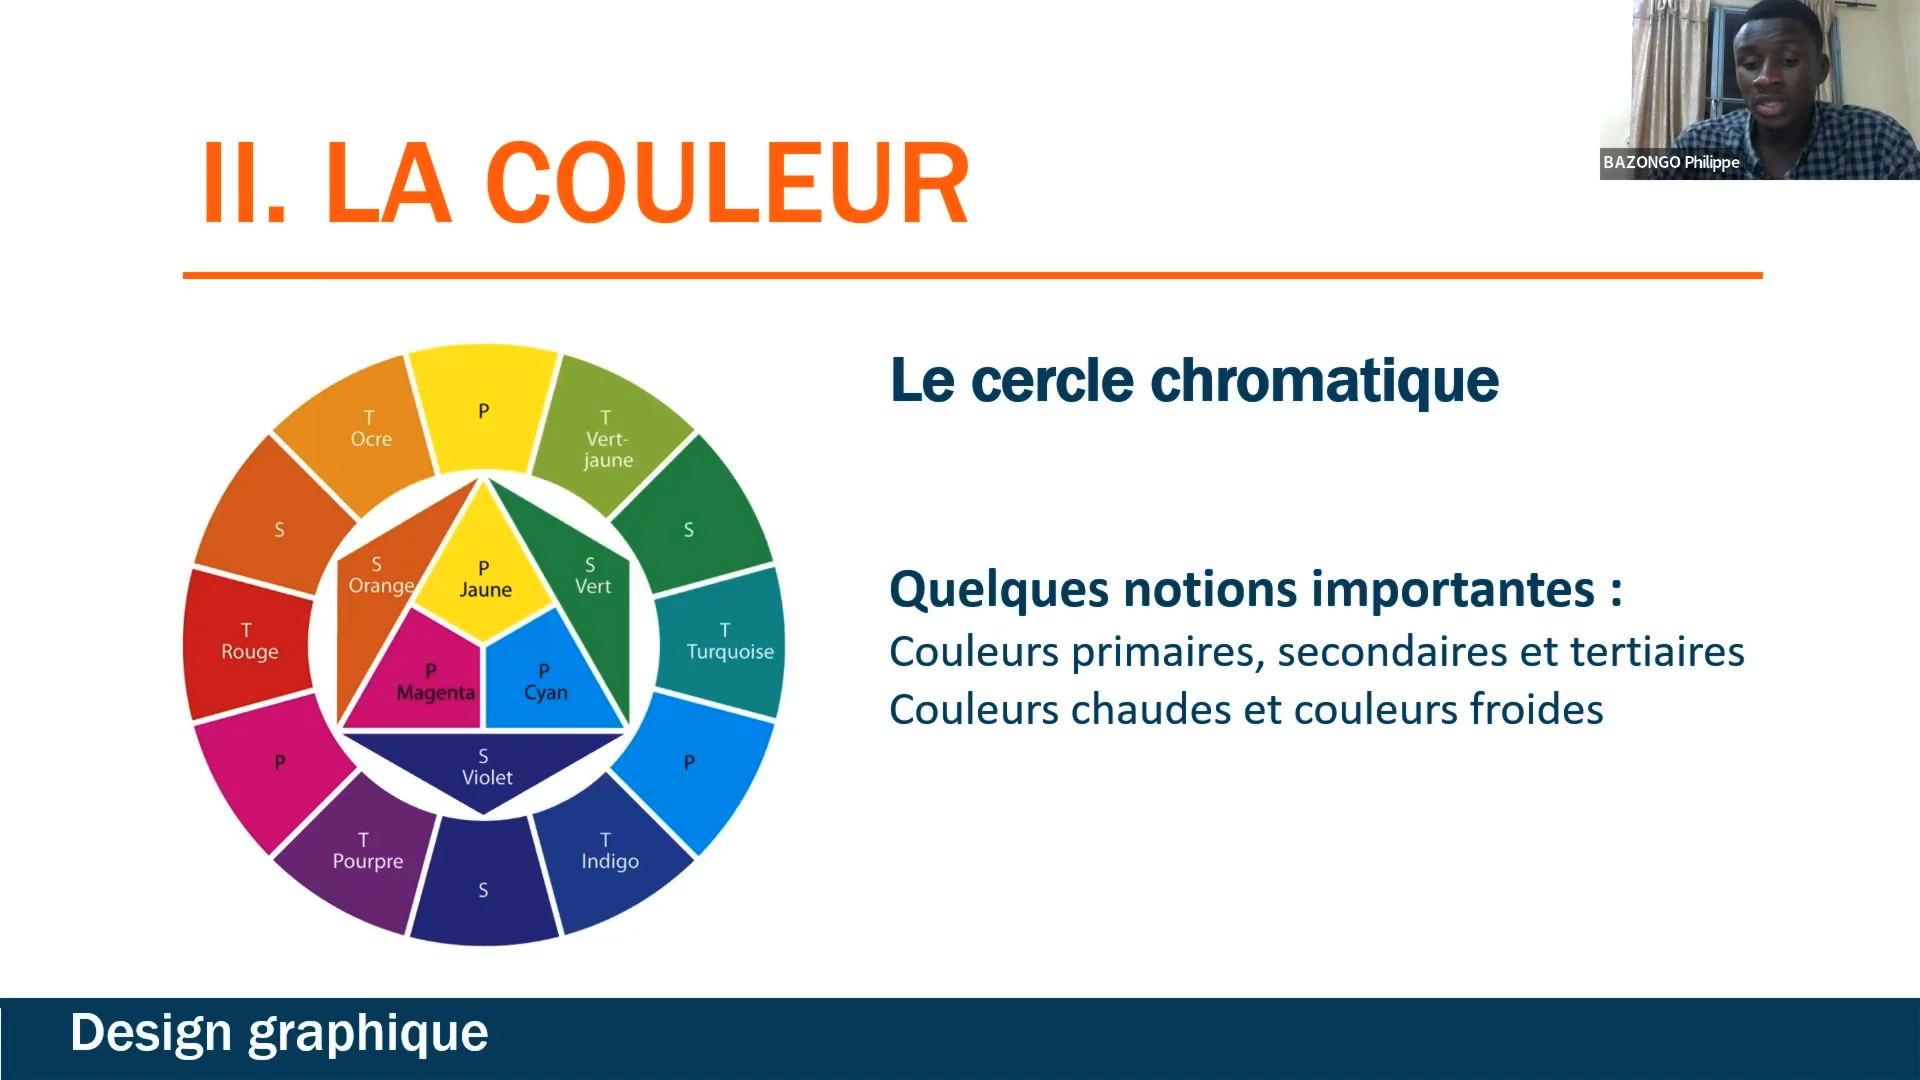 BAZONGO Philippe
II. LA COULEUR
Le cercle chromatique
Quelques notions importantes :
Couleurs primaires, secondaires et tertiaires
Couleurs chaudes et couleurs froides
P
T
Vert-
jaune
S
T
Turquoise
P
T
Indigo
S
T
Pourpre
P
T
Rouge
S
T
Ocre
S
Orange
P
Jaune
S
Vert
P
Magenta
P
Cyan
S
Violet
Design graphique